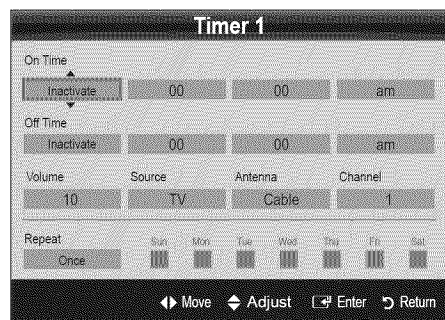 Timer 1
On Time
Inactivate 00 00 am
Off Time
Inactivate 00 00 am
Volume Source Antenna Channel
10 TV Cable 1
Repeat Sun Mon Tue Wed Thu Fri Sat
Once
Move Adjust Enter Return